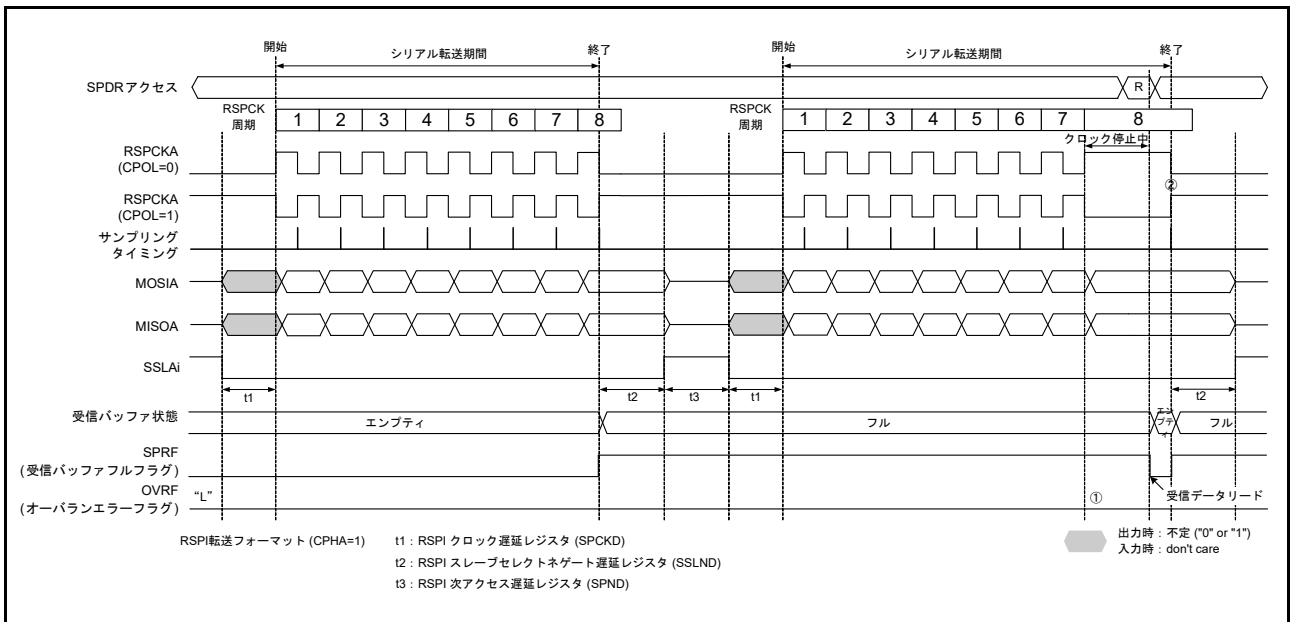 開始 シリアル転送期間 終了 開始 シリアル転送期間 終了
SPDRアクセス R
RSPCK
周期 1 2 3 4 5 6 7 8 RSPCK
周期 1 2 3 4 5 6 7 8
クロック停止中
RSPCKA
(CPOL=0)
②
RSPCKA
(CPOL=1)
サンプリング
タイミング
MOSIA
MISOA
SSLAi
t1 t2 t3 t1 t2
受信バッファ状態 エンプティ フル エンプティ フル
SPRF
(受信バッファフルフラグ)
OVRF
(オーバランエラーフラグ) “L” ① 受信データリード
RSPI転送フォーマット (CPHA=1)
t1：RSPI クロック遅延レジスタ (SPCKD)
t2：RSPI スレーブセレクトネゲート遅延レジスタ (SSLND)
t3：RSPI 次アクセス遅延レジスタ (SPND)
出力時：不定 ("0" or "1")
入力時：don't care